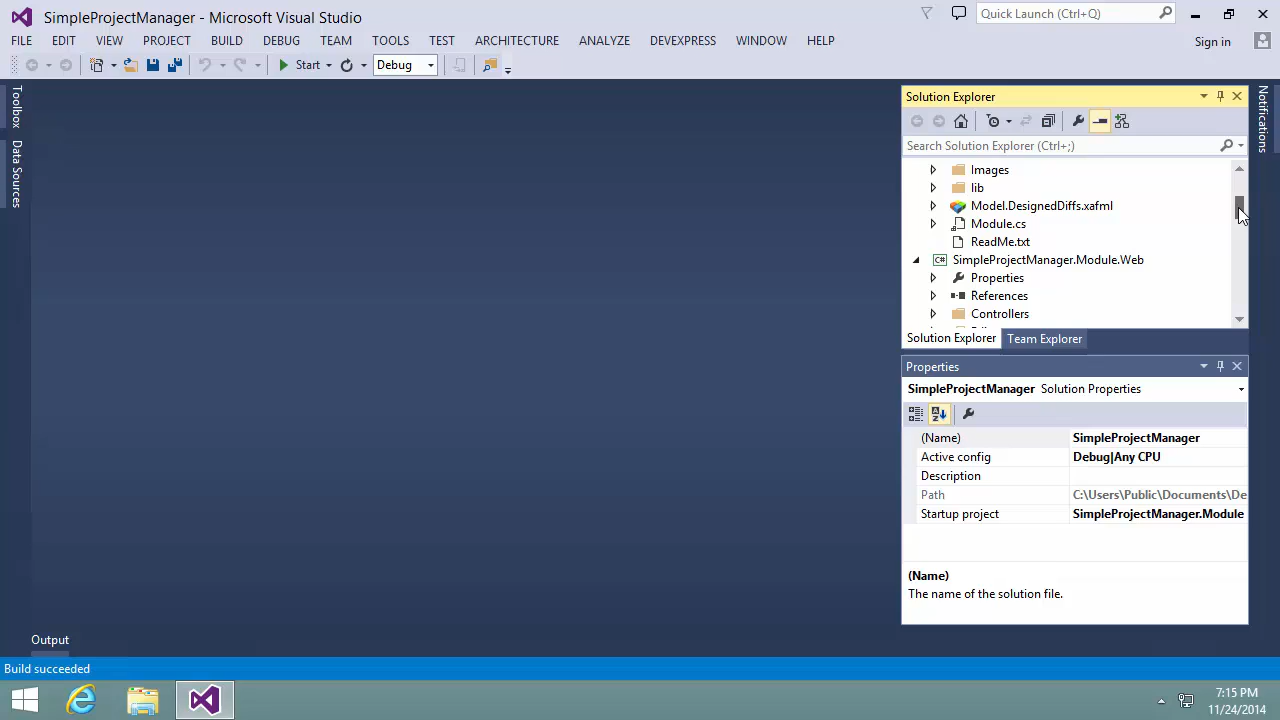 SimpleProjectManager - Microsoft Visual Studio
Quick Launch (Ctrl+Q)
FILE EDIT VIEW PROJECT BUILD DEBUG TEAM TOOLS TEST ARCHITECTURE ANALYZE DEVEXPRESS WINDOW HELP
Sign in
Start Debug
Toolbox
Data Sources
Solution Explorer
Search Solution Explorer (Ctrl+;)
Images
lib
Model.DesignedDiffs.xafml
Module.cs
ReadMe.txt
C# SimpleProjectManager.Module.Web
Properties
References
Controllers
Solution Explorer Team Explorer
Notifications
Properties
SimpleProjectManager Solution Properties
(Name) SimpleProjectManager
Active config Debug|Any CPU
Description
Path C:\Users\Public\Documents\De
Startup project SimpleProjectManager.Module
(Name)
The name of the solution file.
Output
Build succeeded
7:15 PM
11/24/2014